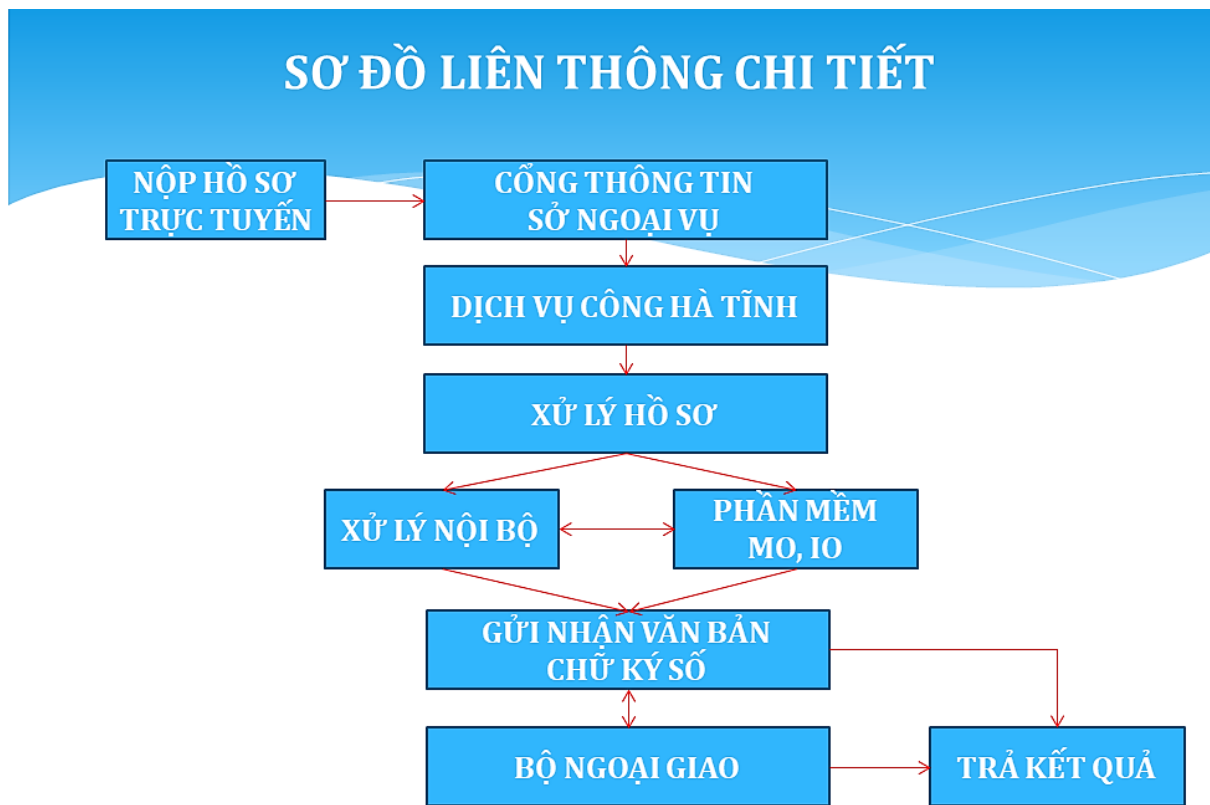 SƠ ĐỒ LIÊN THÔNG CHI TIẾT
NỘP HỒ SƠ
TRỰC TUYẾN
CỔNG THÔNG TIN
SỞ NGOẠI VỤ
DỊCH VỤ CÔNG HÀ TĨNH
XỬ LÝ HỒ SƠ
XỬ LÝ NỘI BỘ
PHẦN MỀM
MO, IO
GỬI NHẬN VĂN BẢN
CHỮ KÝ SỐ
BỘ NGOẠI GIAO
TRẢ KẾT QUẢ